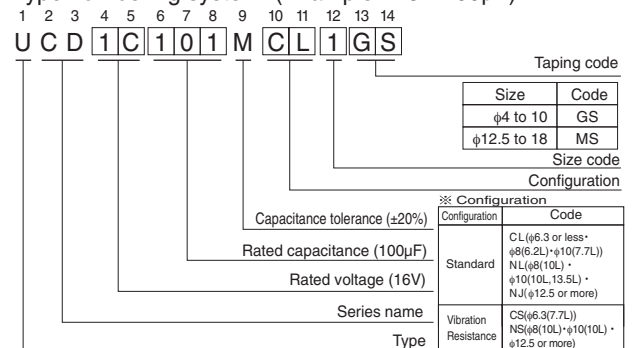 1 2 3 4 5 6 7 8 9 10 11 12 13 14
U C D 1 C 1 0 1 M C L 1 G S
Taping code
Size Code
φ4 to 10 GS
φ12.5 to 18 MS
Size code
Configuration
※ Configuration
Configuration Code
Standard
CL(φ6.3 or less・
φ8(6.2L)・φ10(7.7L))
NL(φ8(10L)・
φ10(10L,13.5L)・
NJ(φ12.5 or more)
Vibration
Resistance
CS(φ6.3(7.7L))
NS(φ8(10L)・φ10(10L)・
φ12.5 or more)
Capacitance tolerance (±20%)
Rated capacitance (100μF)
Rated voltage (16V)
Series name
Type